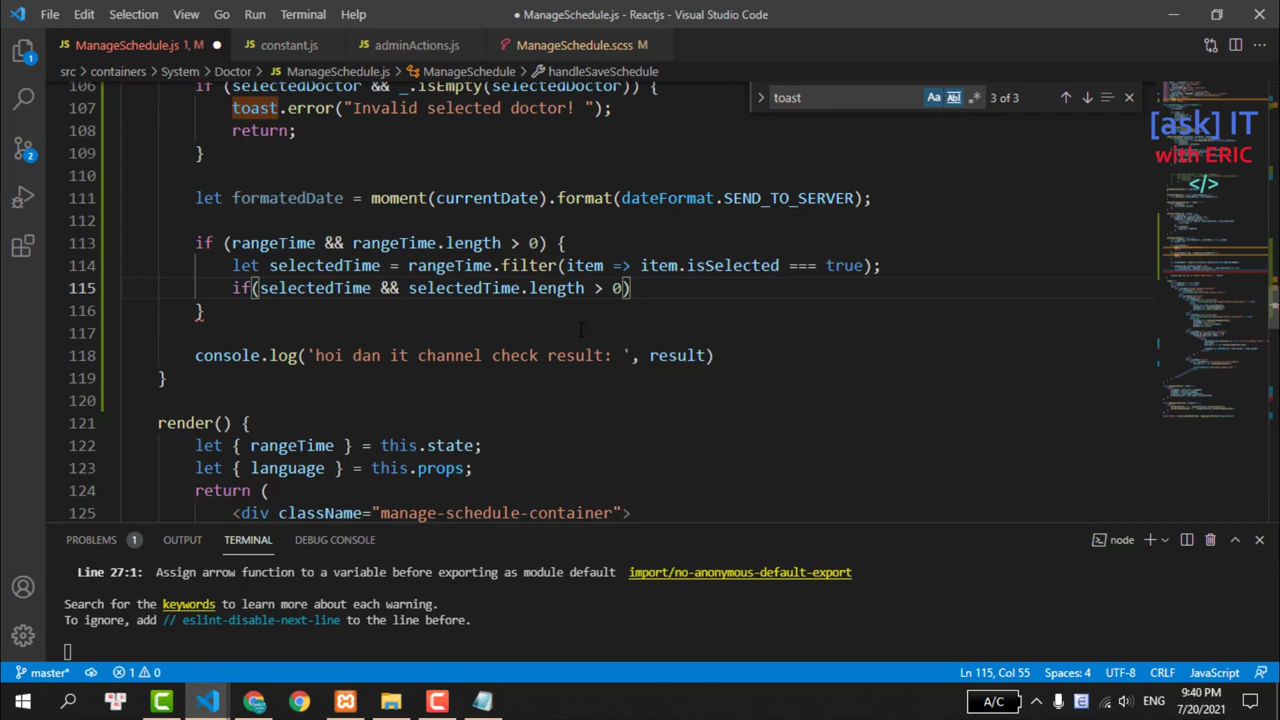 File Edit Selection View Go Run Terminal Help
● ManageSchedule.js - Reactjs - Visual Studio Code
JS ManageSchedule.js 1, M ●
JS constant.js
JS adminActions.js
ManageSchedule.scss M
src > containers > System > Doctor > JS ManageSchedule.js > ManageSchedule > handleSaveSchedule
toast
Aa Abl .* 3 of 3
106 if (selectedDoctor && _.isEmpty(selectedDoctor)) {
107 toast.error("Invalid selected doctor! ");
108 return;
109 }
110
111 let formatedDate = moment(currentDate).format(dateFormat.SEND_TO_SERVER);
112
113 if (rangeTime && rangeTime.length > 0) {
114 let selectedTime = rangeTime.filter(item => item.isSelected === true);
115 if(selectedTime && selectedTime.length > 0)
116 }
117
118 console.log('hoi dan it channel check result: ', result)
119 }
120
121 render() {
122 let { rangeTime } = this.state;
123 let { language } = this.props;
124 return (
125 <div className="manage-schedule-container">
[ask] IT
with ERIC
</>
1
2
PROBLEMS 1 OUTPUT TERMINAL DEBUG CONSOLE
node
Line 27:1: Assign arrow function to a variable before exporting as module default import/no-anonymous-default-export
Search for the keywords to learn more about each warning.
To ignore, add // eslint-disable-next-line to the line before.
master* 1 0
Ln 115, Col 55 Spaces: 4 UTF-8 CRLF JavaScript
A/C
ENG
9:40 PM
7/20/2021